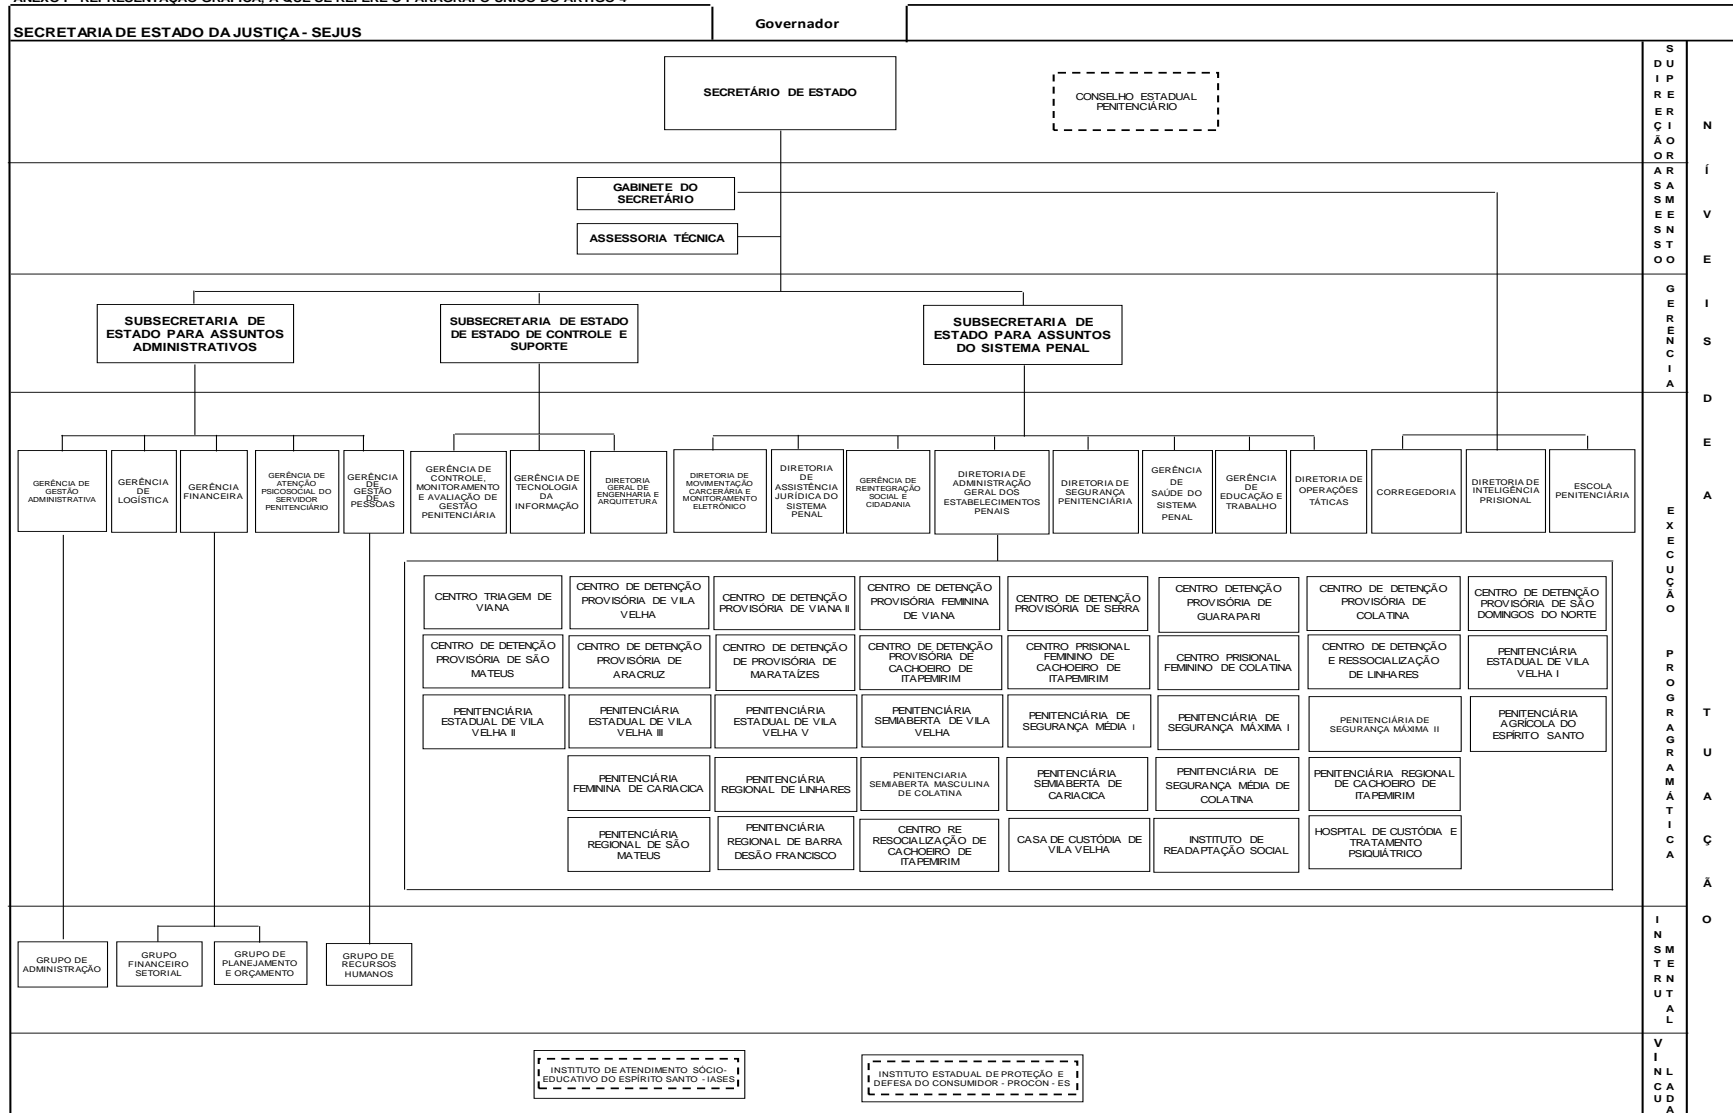 ANEXO I - REPRESENTAÇÃO GRÁFICA, A QUE SE REFERE O PARÁGRAFO ÚNICO DO ARTIGO 4º
SECRETARIA DE ESTADO DA JUSTIÇA - SEJUS
Governador
SECRETÁRIO DE ESTADO
CONSELHO ESTADUAL
PENITENCIÁRIO
DIREÇÃO
SUPERIOR
GABINETE DO
SECRETÁRIO
ASSESSORIA TÉCNICA
ASSESSO
RAMENTO
SUBSECRETARIA DE
ESTADO PARA ASSUNTOS
ADMINISTRATIVOS
SUBSECRETARIA DE ESTADO
DE ESTADO DE CONTROLE E
SUPORTE
SUBSECRETARIA DE
ESTADO PARA ASSUNTOS
DO SISTEMA PENAL
GERÊNCIA
GERÊNCIA DE
GESTÃO
ADMINISTRATIVA
GERÊNCIA
DE
LOGÍSTICA
GERÊNCIA
FINANCEIRA
GERÊNCIA DE
ATENÇÃO
PSICOSOCIAL DO
SERVIDOR
PENITENCIÁRIO
GERÊNCIA
DE
GESTÃO
DE
PESSOAS
GERÊNCIA DE
CONTROLE,
MONITORAMENTO
E AVALIAÇÃO DE
GESTÃO
PENITENCIÁRIA
GERÊNCIA DE
TECNOLOGIA
DA
INFORMAÇÃO
DIRETORIA
GERAL DE
ENGENHARIA E
ARQUITETURA
DIRETORIA DE
MOVIMENTAÇÃO
CARCERÁRIA E
MONITORAMENTO
ELETRÔNICO
DIRETORIA
DE
ASSISTÊNCIA
JURÍDICA DO
SISTEMA
PENAL
GERÊNCIA
DE
REINTEGRAÇÃO
SOCIAL E
CIDADANIA
DIRETORIA DE
ADMINISTRAÇÃO
GERAL DOS
ESTABELECIMENTOS
PENAIS
DIRETORIA DE
SEGURANÇA
PENITENCIÁRIA
GERÊNCIA
DE
SAÚDE DO
SISTEMA
PENAL
GERÊNCIA
DE
EDUCAÇÃO E
TRABALHO
DIRETORIA DE
OPERAÇÕES
TÁTICAS
CORREGEDORIA
DIRETORIA DE
INTELIGÊNCIA
PRISIONAL
ESCOLA
PENITENCIÁRIA
CENTRO TRIAGEM DE
VIANA
CENTRO DE DETENÇÃO
PROVISÓRIA DE VILA
VELHA
CENTRO DE DETENÇÃO
PROVISÓRIA DE VIANA II
CENTRO DE DETENÇÃO
PROVISÓRIA FEMININA
DE VIANA
CENTRO DE DETENÇÃO
PROVISÓRIA DE SERRA
CENTRO DETENÇÃO
PROVISÓRIA DE
GUARAPARI
CENTRO DE DETENÇÃO
PROVISÓRIA DE
COLATINA
CENTRO DE DETENÇÃO
PROVISÓRIA DE SÃO
DOMINGOS DO NORTE
CENTRO DE DETENÇÃO
PROVISÓRIA DE SÃO
MATEUS
CENTRO DE DETENÇÃO
PROVISÓRIA DE
ARACRUZ
CENTRO DE DETENÇÃO
DE PROVISÓRIA DE
MARATAÍZES
CENTRO DE DETENÇÃO
PROVISÓRIA DE
CACHOEIRO DE
ITAPEMIRIM
CENTRO PRISIONAL
FEMININO DE
CACHOEIRO DE
ITAPEMIRIM
CENTRO PRISIONAL
FEMININO DE COLATINA
CENTRO DE DETENÇÃO
E RESSOCIALIZAÇÃO
DE LINHARES
PENITENCIÁRIA
ESTADUAL DE VILA
VELHA I
PENITENCIÁRIA
ESTADUAL DE VILA
VELHA II
PENITENCIÁRIA
ESTADUAL DE VILA
VELHA III
PENITENCIÁRIA
ESTADUAL DE VILA
VELHA V
PENITENCIÁRIA
SEMIABERTA DE VILA
VELHA
PENITENCIÁRIA DE
SEGURANÇA MÉDIA I
PENITENCIÁRIA DE
SEGURANÇA MÁXIMA I
PENITENCIÁRIA DE
SEGURANÇA MÁXIMA II
PENITENCIÁRIA
AGRÍCOLA DO
ESPÍRITO SANTO
PENITENCIÁRIA
FEMININA DE CARIACICA
PENITENCIÁRIA
REGIONAL DE LINHARES
PENITENCIARIA
SEMIABERTA MASCULINA
DE COLATINA
PENITENCIÁRIA
SEMIABERTA DE
CARIACICA
PENITENCIÁRIA DE
SEGURANÇA MÉDIA DE
COLATINA
PENITENCIÁRIA REGIONAL
DE CACHOEIRO DE
ITAPEMIRIM
PENITENCIÁRIA
REGIONAL DE SÃO
MATEUS
PENITENCIÁRIA
REGIONAL DE BARRA
DESÃO FRANCISCO
CENTRO RE
RESOCIALIZAÇÃO DE
CACHOEIRO DE
ITAPEMIRIM
CASA DE CUSTÓDIA DE
VILA VELHA
INSTITUTO DE
READAPTAÇÃO SOCIAL
HOSPITAL DE CUSTÓDIA E
TRATAMENTO
PSIQUIÁTRICO
EXECUÇÃO PROGRAGRAMÁTICA
GRUPO DE
ADMINISTRAÇÃO
GRUPO
FINANCEIRO
SETORIAL
GRUPO DE
PLANEJAMENTO
E ORÇAMENTO
GRUPO DE
RECURSOS
HUMANOS
INSTRU
MENTAL
INSTITUTO DE ATENDIMENTO SÓCIO-
EDUCATIVO DO ESPÍRITO SANTO - IASES
INSTITUTO ESTADUAL DE PROTEÇÃO E
DEFESA DO CONSUMIDOR - PROCON - ES
VINCU
LADA
NÍVEIS DE ATUAÇÃO